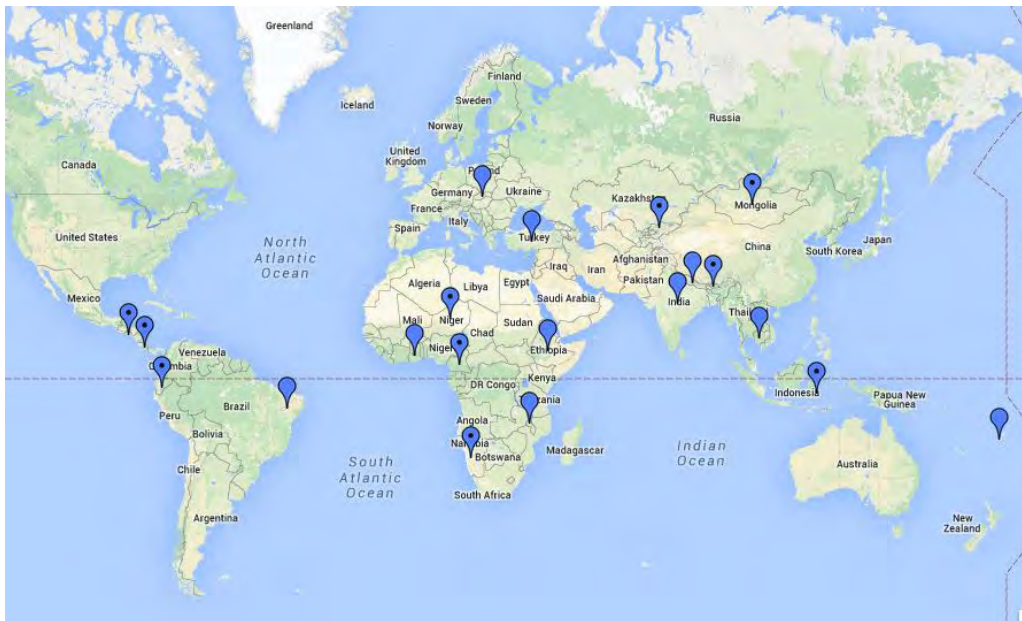 Greenland
Finland
Iceland
Sweden
Russia
Norway
United
Kingdom
Canada
Germany
Ukraine
Kazakhst
Mongolia
France
Italy
United States
Spain
Turkey
Japan
North
Atlantic
Ocean
China
South Korea
Afghanistan
Iraq
Iran
Algeria
Libya
Egypt
Pakistan
Mexico
Saudi Arabia
India
Mali
Niger
Sudan
Thai
Chad
Niger
Ethiopia
Venezuela
Kenya
DR Congo
Indonesia
Papua New
Guinea
Brazil
Peru
Angola
Bolivia
Madagascar
Botswana
Indian
Ocean
South
Atlantic
Ocean
Australia
Chile
South Africa
Argentina
New
Zealand